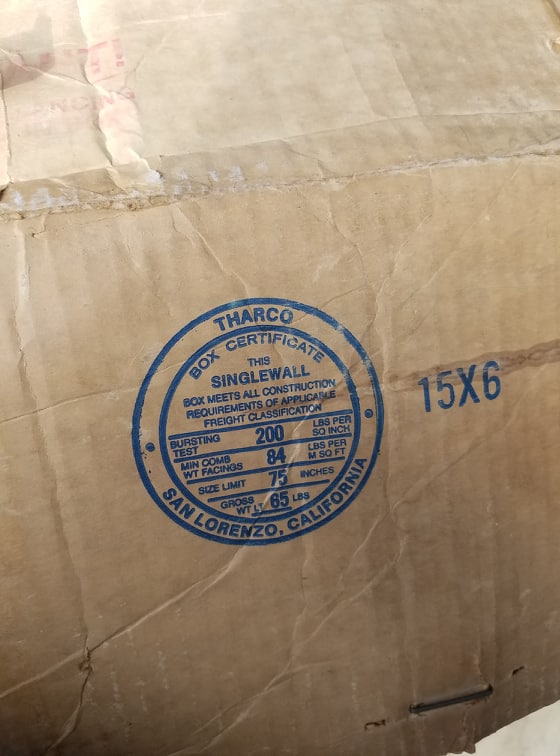 THARCO
BOX CERTIFICATE
THIS
SINGLEWALL
BOX MEETS ALL CONSTRUCTION
REQUIREMENTS OF APPLICABLE
FREIGHT CLASSIFICATION
BURSTING TEST 200 LBS PER SQ INCH
MIN COMB WT FACINGS 84 LBS PER M SQ FT
SIZE LIMIT 75 INCHES
GROSS WT LT 65 LBS
SAN LORENZO, CALIFORNIA
15X6